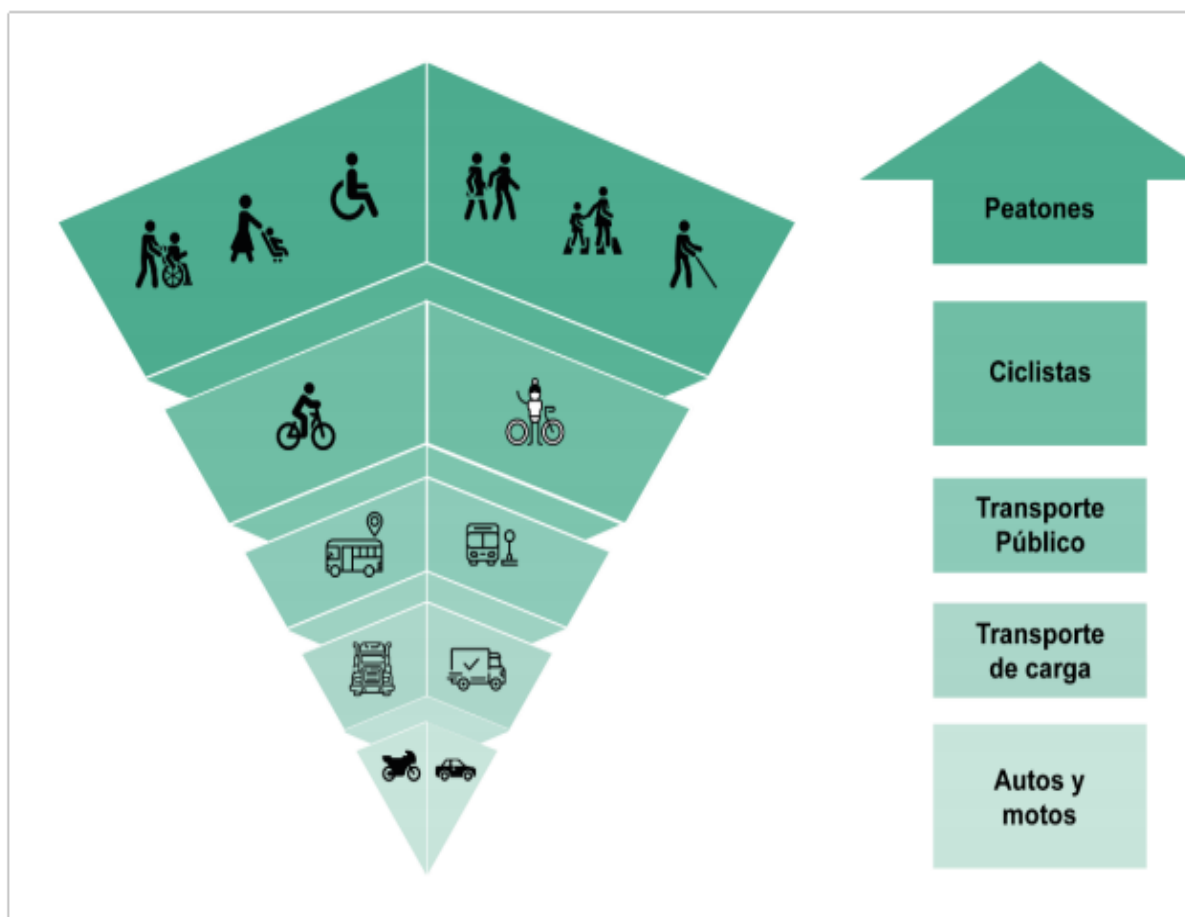 Peatones
Ciclistas
Transporte
Público
Transporte
de carga
Autos y
motos